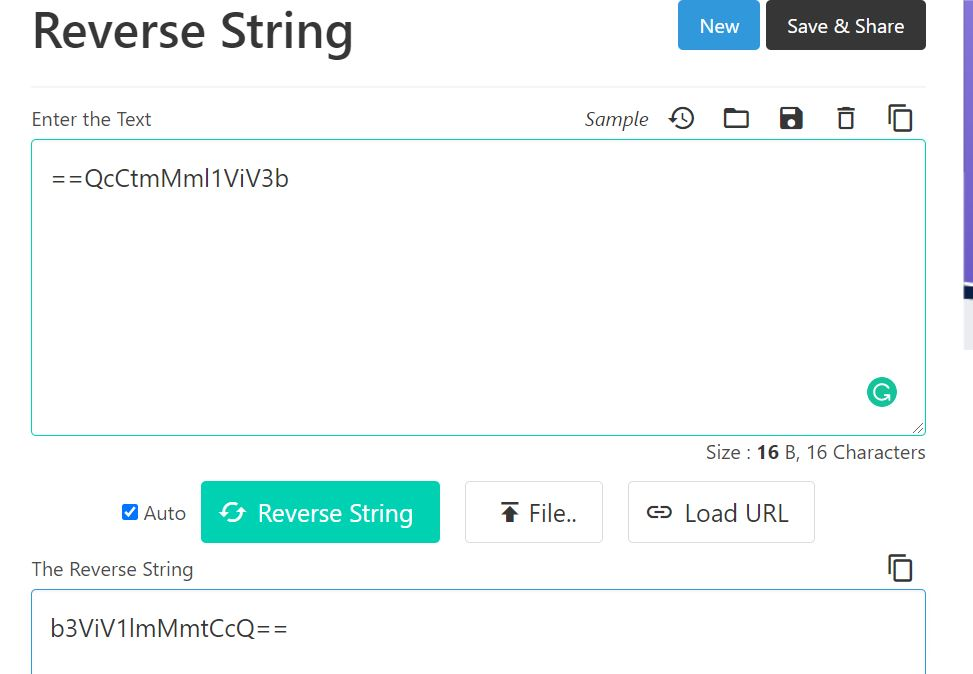 Reverse String
New
Save & Share
Enter the Text
Sample
==QcCtmMml1ViV3b
Size : 16 B, 16 Characters
Auto
Reverse String
File..
Load URL
The Reverse String
b3ViV1lmMmtCcQ==